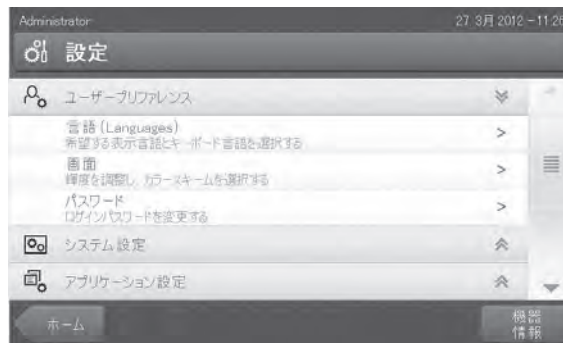 Administrator
27 3月 2012 - 11:26
設定
ユーザープリファレンス
言語 (Languages)
希望する表示言語とキーボード言語を選択する
画面
輝度を調整し、カラースキームを選択する
パスワード
ログインパスワードを変更する
システム設定
アプリケーション設定
ホーム
機器
情報